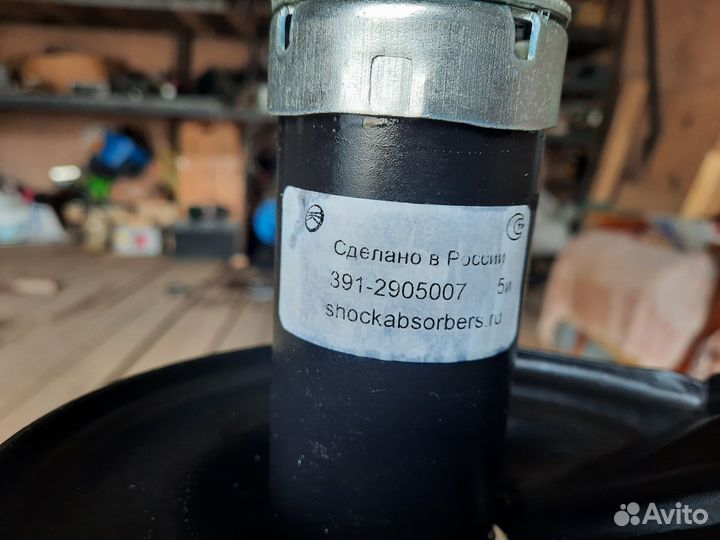 Сделано в России
391-2905007 5и
shockabsorbers.ru
Avito